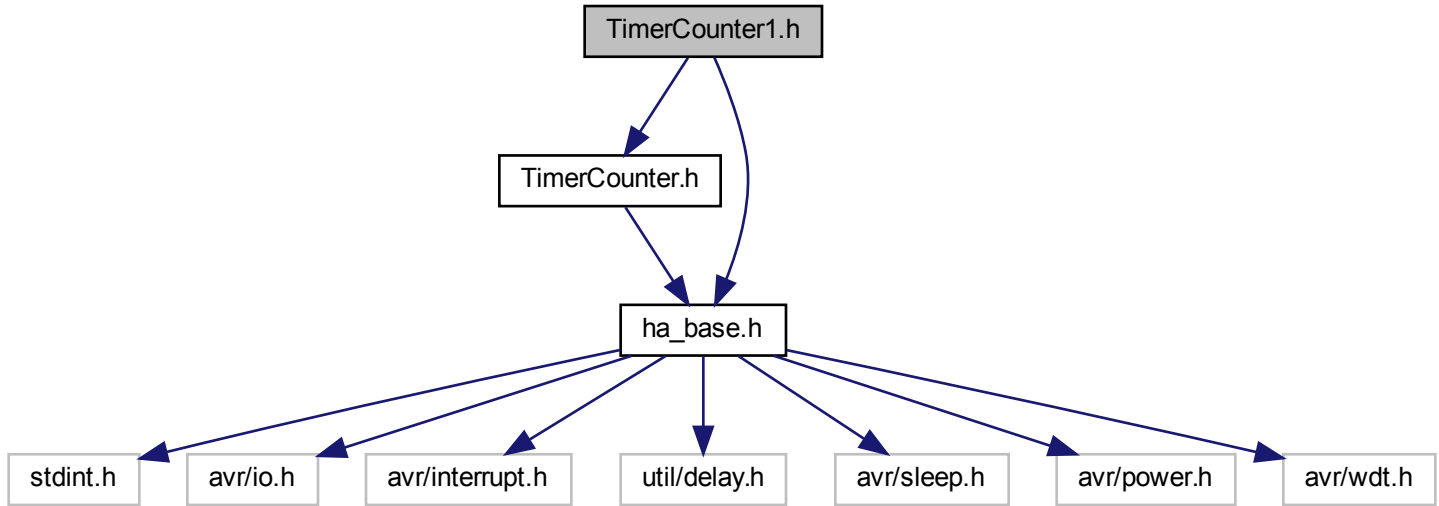 TimerCounter1.h
TimerCounter.h
ha_base.h
stdint.h
avr/io.h
avr/interrupt.h
util/delay.h
avr/sleep.h
avr/power.h
avr/wdt.h